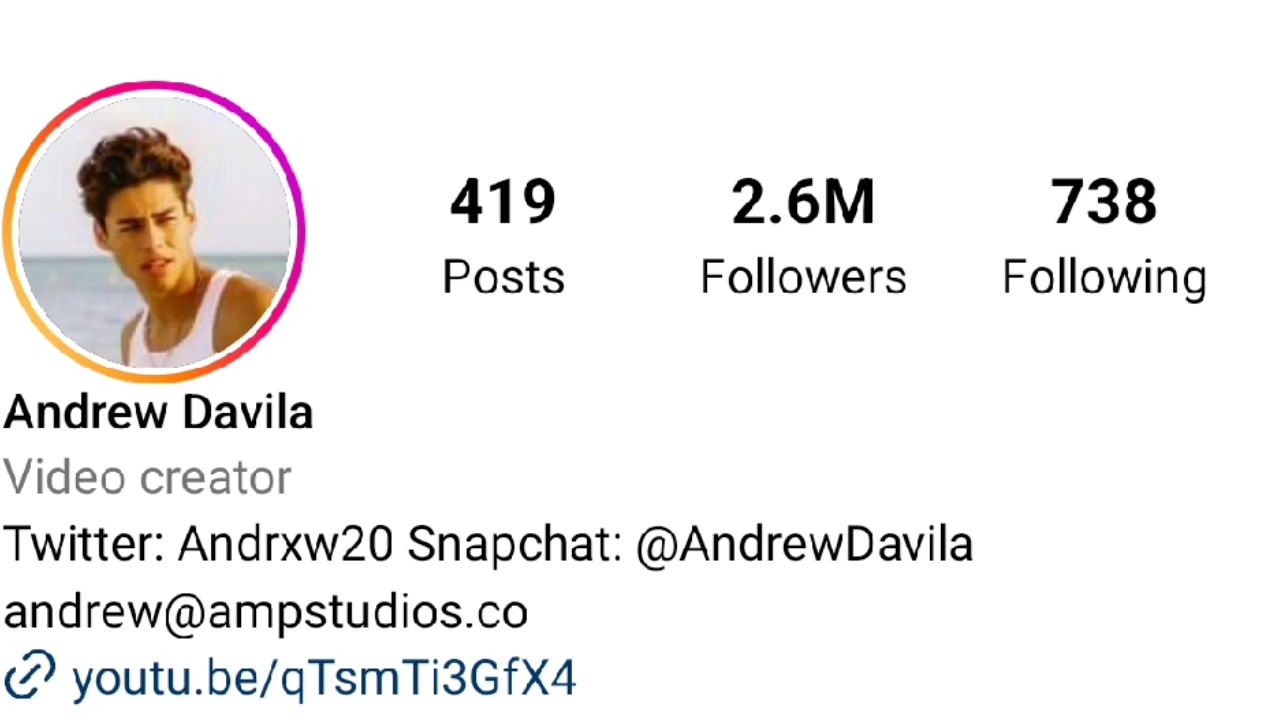 419 2.6M 738
Posts Followers Following
Andrew Davila
Video creator
Twitter: Andrxw20 Snapchat: @AndrewDavila
andrew@ampstudios.co
youtu.be/qTsmTi3GfX4